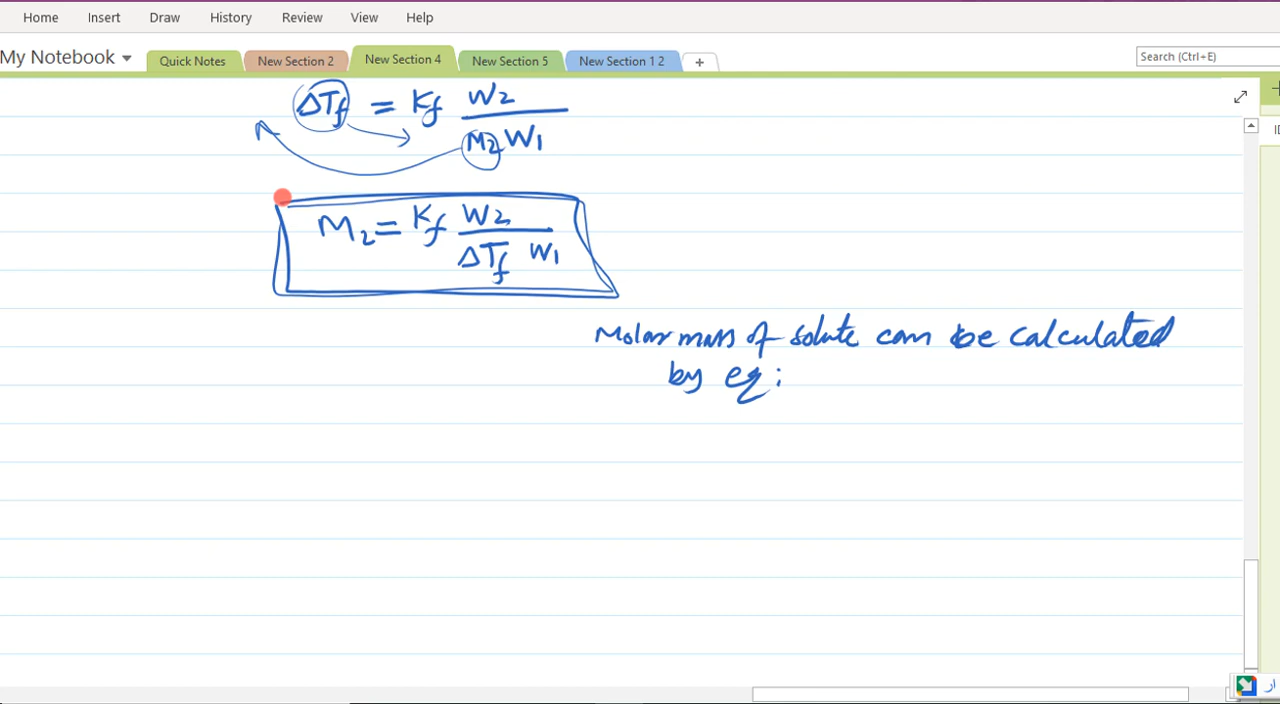 Home Insert Draw History Review View Help
My Notebook Quick Notes New Section 2 New Section 4 New Section 5 New Section 1 2 + Search (Ctrl+E)
ΔTf = Kf W2 / M2 W1
M2 = Kf W2 / ΔTf W1
Molar mass of solute can be calculated
by eq: